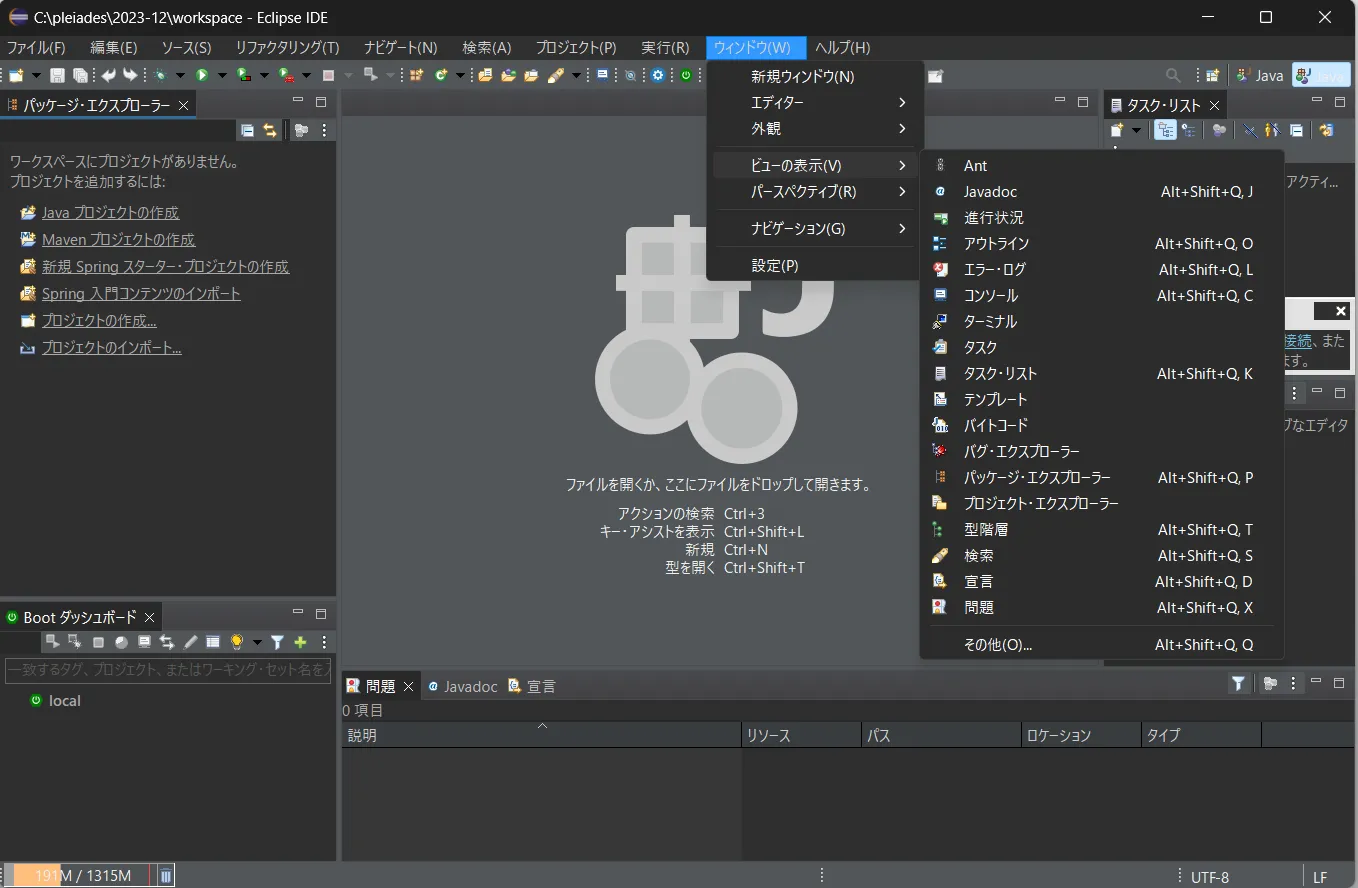 C:\pleiades\2023-12\workspace - Eclipse IDE
ファイル(F) 編集(E) ソース(S) リファクタリング(T) ナビゲート(N) 検索(A) プロジェクト(P) 実行(R) ウィンドウ(W) ヘルプ(H)
Java
パッケージ・エクスプローラー
ワークスペースにプロジェクトがありません。
プロジェクトを追加するには:
Java プロジェクトの作成
Maven プロジェクトの作成
新規 Spring スターター・プロジェクトの作成
Spring 入門コンテンツのインポート
プロジェクトの作成...
プロジェクトのインポート...
新規ウィンドウ(N)
エディター
外観
ビューの表示(V)
パースペクティブ(R)
ナビゲーション(G)
設定(P)
タスク・リスト
アクティ...
Ant
Javadoc Alt+Shift+Q, J
進行状況
アウトライン Alt+Shift+Q, O
エラー・ログ Alt+Shift+Q, L
コンソール Alt+Shift+Q, C
ターミナル
タスク
タスク・リスト Alt+Shift+Q, K
テンプレート
バイトコード
バグ・エクスプローラー
パッケージ・エクスプローラー Alt+Shift+Q, P
プロジェクト・エクスプローラー
型階層 Alt+Shift+Q, T
検索 Alt+Shift+Q, S
宣言 Alt+Shift+Q, D
問題 Alt+Shift+Q, X
その他(O)... Alt+Shift+Q, Q
接続、また
ます。
ブなエディタ
ファイルを開くか、ここにファイルをドロップして開きます。
アクションの検索 Ctrl+3
キー・アシストを表示 Ctrl+Shift+L
新規 Ctrl+N
型を開く Ctrl+Shift+T
Boot ダッシュボード
一致するタグ、プロジェクト、またはワーキング・セット名を入
local
問題 Javadoc 宣言
0 項目
説明 リソース パス ロケーション タイプ
191M / 1315M
UTF-8
LF